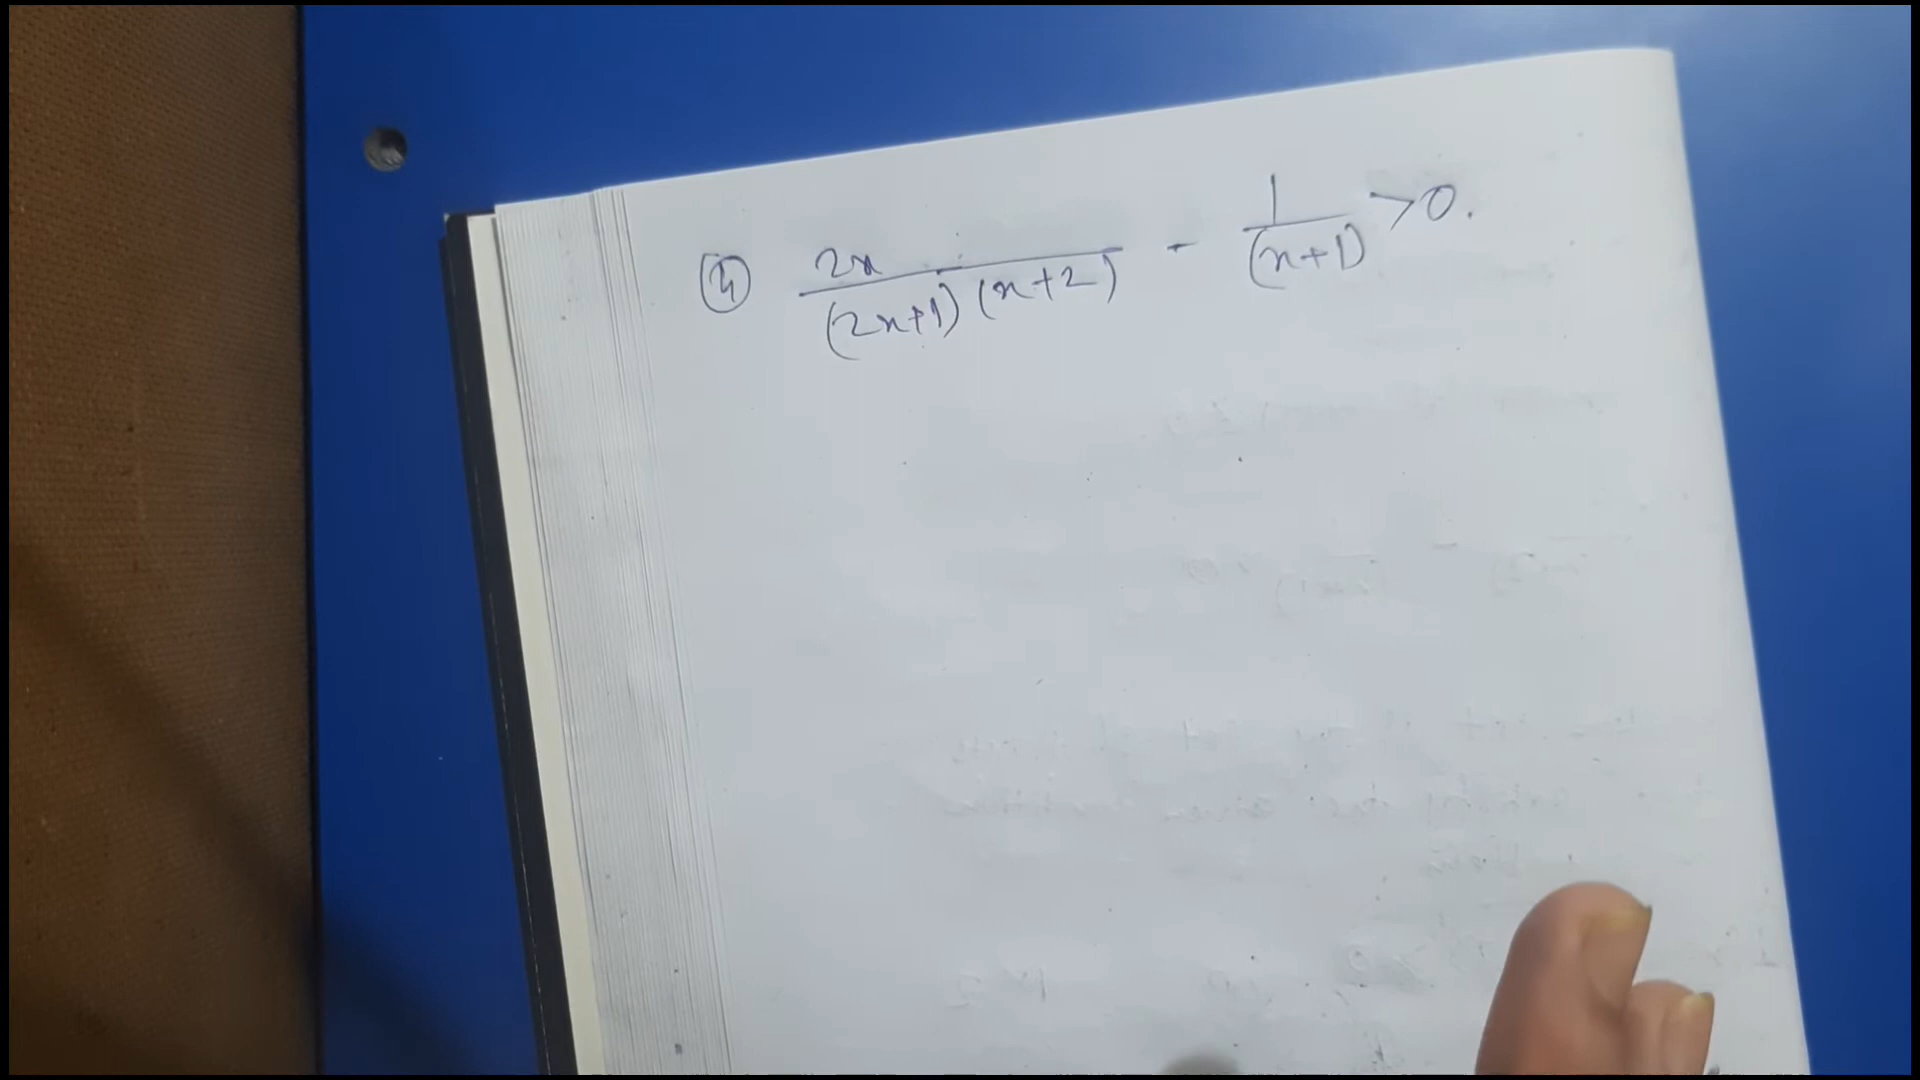 ④ 2x / (2x+1)(x+2) - 1 / (x+1) > 0.